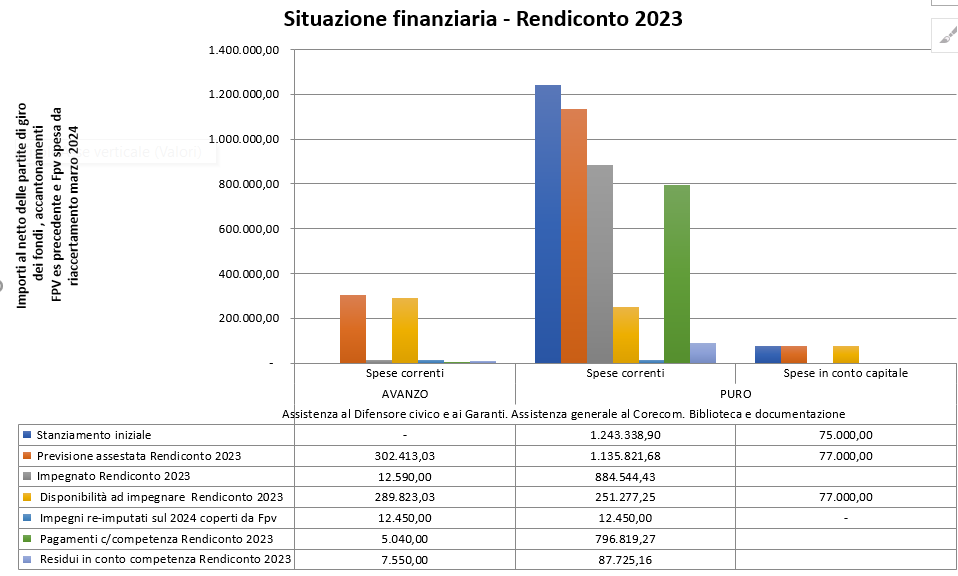 Situazione finanziaria - Rendiconto 2023
Importi al netto delle partite di giro
dei fondi , accantonamenti
FPV es precedente e Fpv spesa da
riaccertamento marzo 2024
e verticale (Valori)
1.400.000,00
1.200.000,00
1.000.000,00
800.000,00
600.000,00
400.000,00
200.000,00
-
Spese correnti Spese correnti Spese in conto capitale
AVANZO PURO
Assistenza al Difensore civico e ai Garanti. Assistenza generale al Corecom. Biblioteca e documentazione
Stanziamento iniziale - 1.243.338,90 75.000,00
Previsione assestata Rendiconto 2023 302.413,03 1.135.821,68 77.000,00
Impegnato Rendiconto 2023 12.590,00 884.544,43
Disponibilità ad impegnare Rendiconto 2023 289.823,03 251.277,25 77.000,00
Impegni re-imputati sul 2024 coperti da Fpv 12.450,00 12.450,00 -
Pagamenti c/competenza Rendiconto 2023 5.040,00 796.819,27
Residui in conto competenza Rendiconto 2023 7.550,00 87.725,16